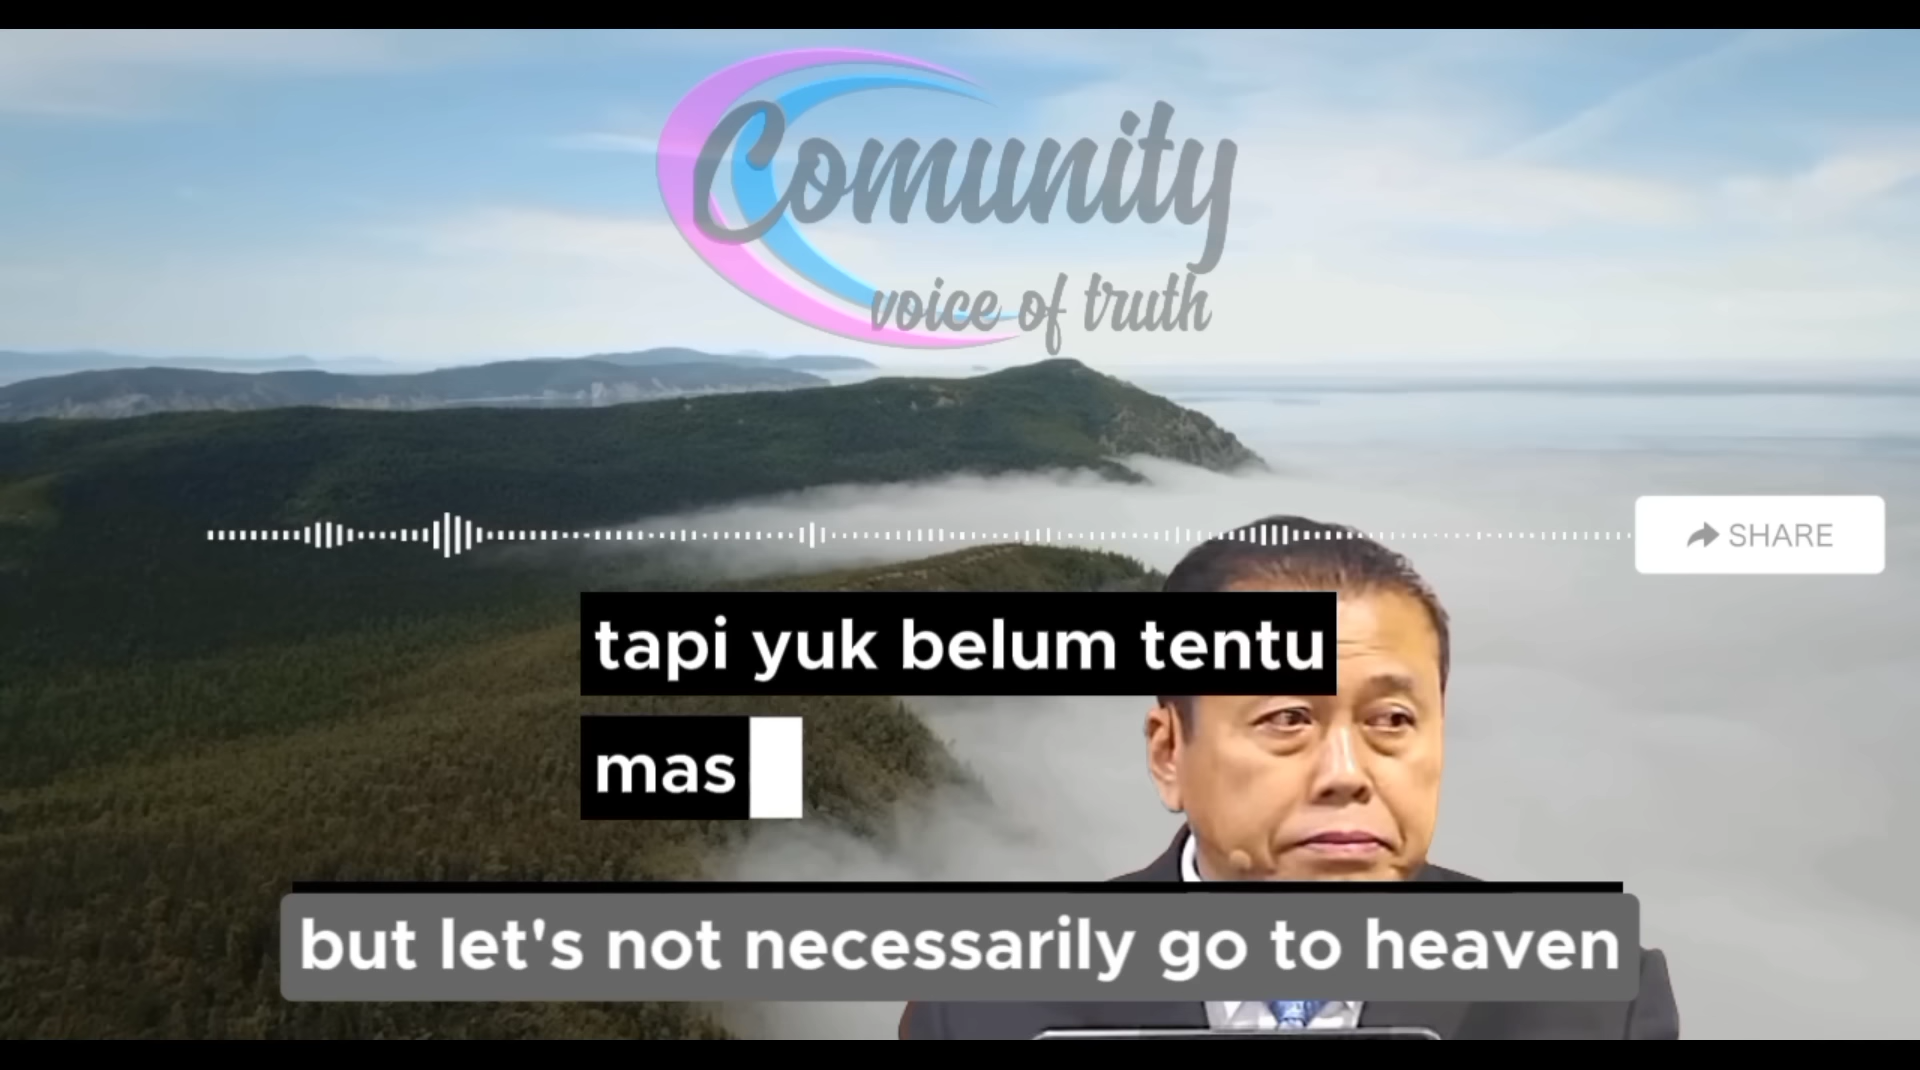 Comunity
voice of truth
SHARE
tapi yuk belum tentu
mas
but let's not necessarily go to heaven